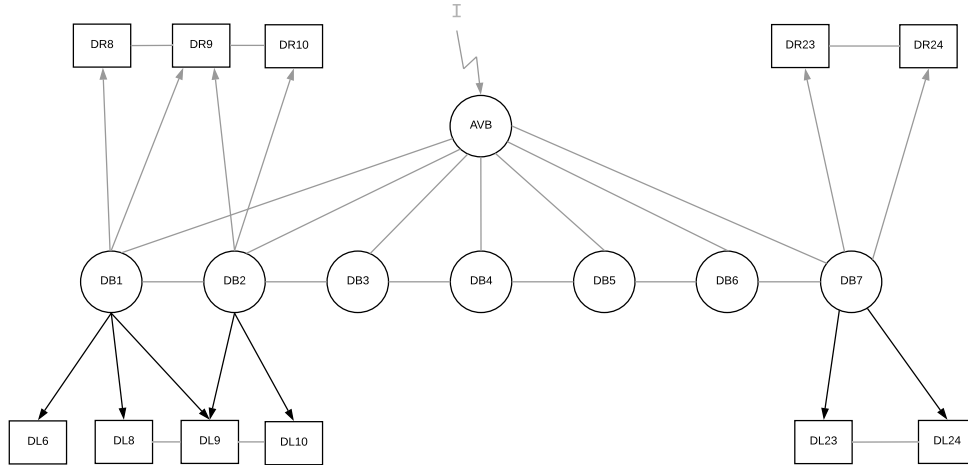 I
DR8 DR9 DR10 DR23 DR24
AVB
DB1 DB2 DB3 DB4 DB5 DB6 DB7
DL6 DL8 DL9 DL10 DL23 DL24